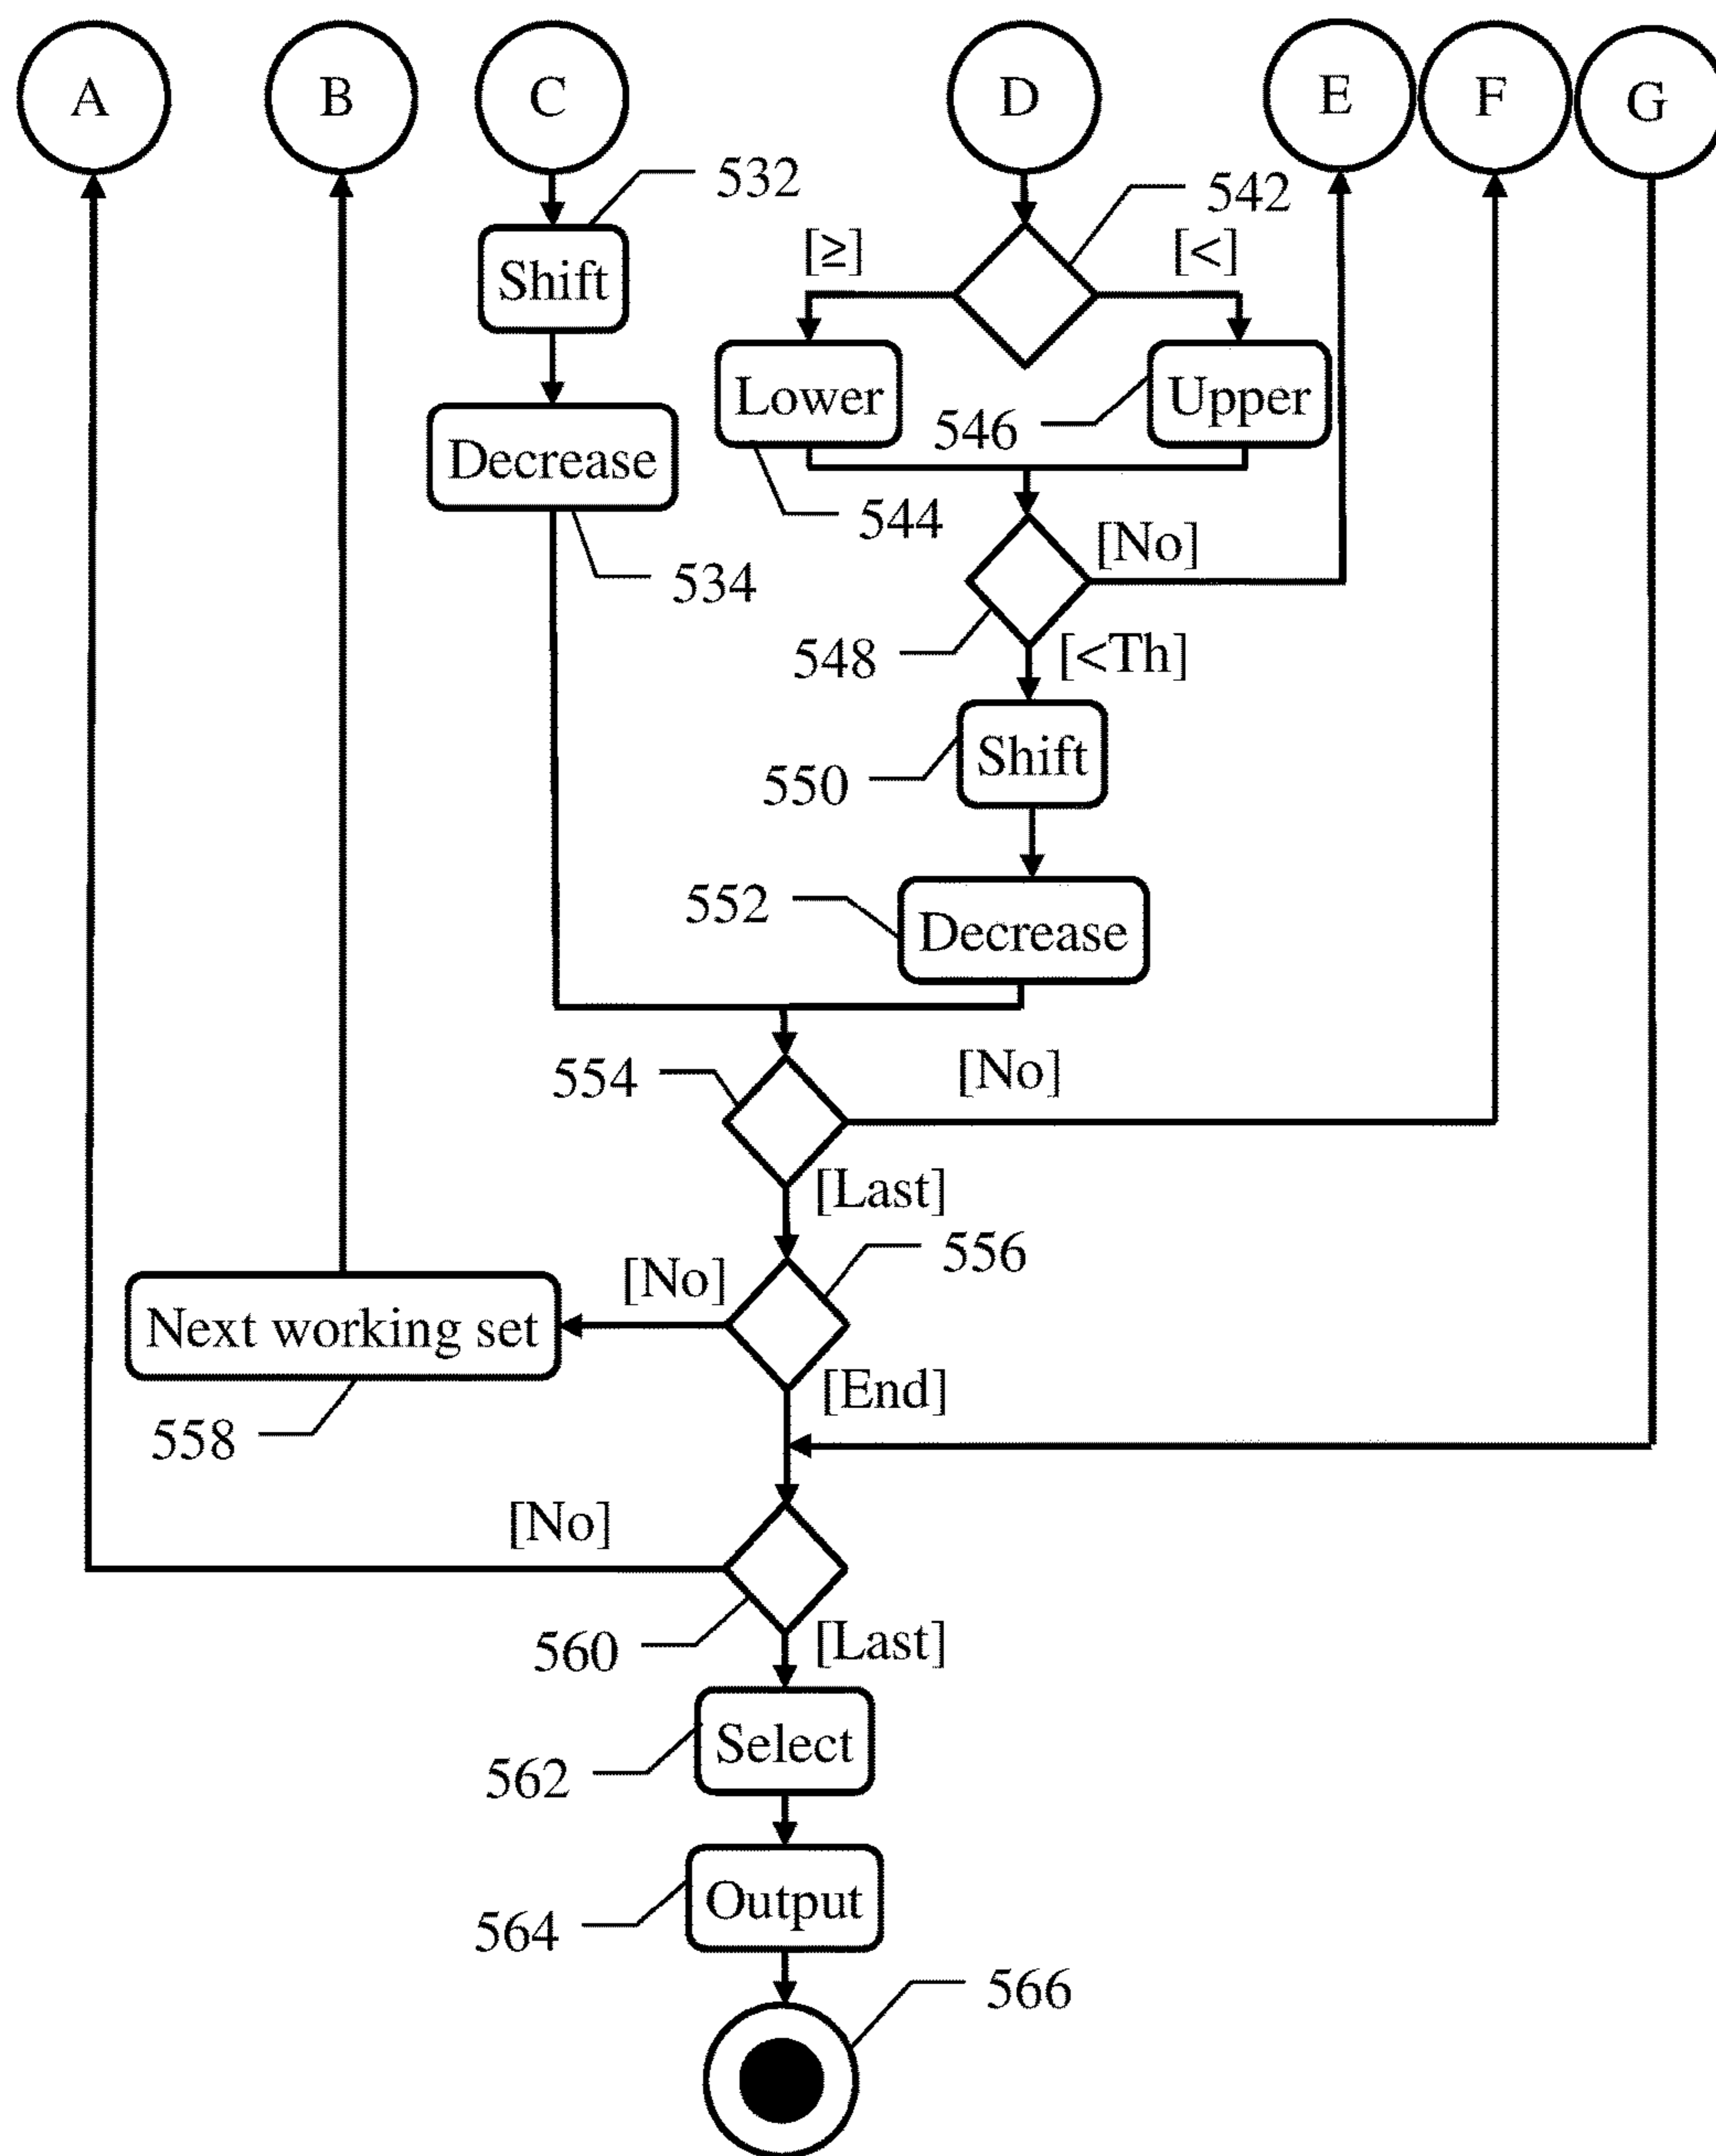 A B C D E F G
532
542
[≥] [<]
Shift
Lower Upper
546
Decrease
544
[No]
534
548
[<Th]
Shift
550
552
Decrease
554
[No]
[Last]
556
[No]
Next working set
[End]
558
[No]
560
[Last]
Select
562
Output
564
566